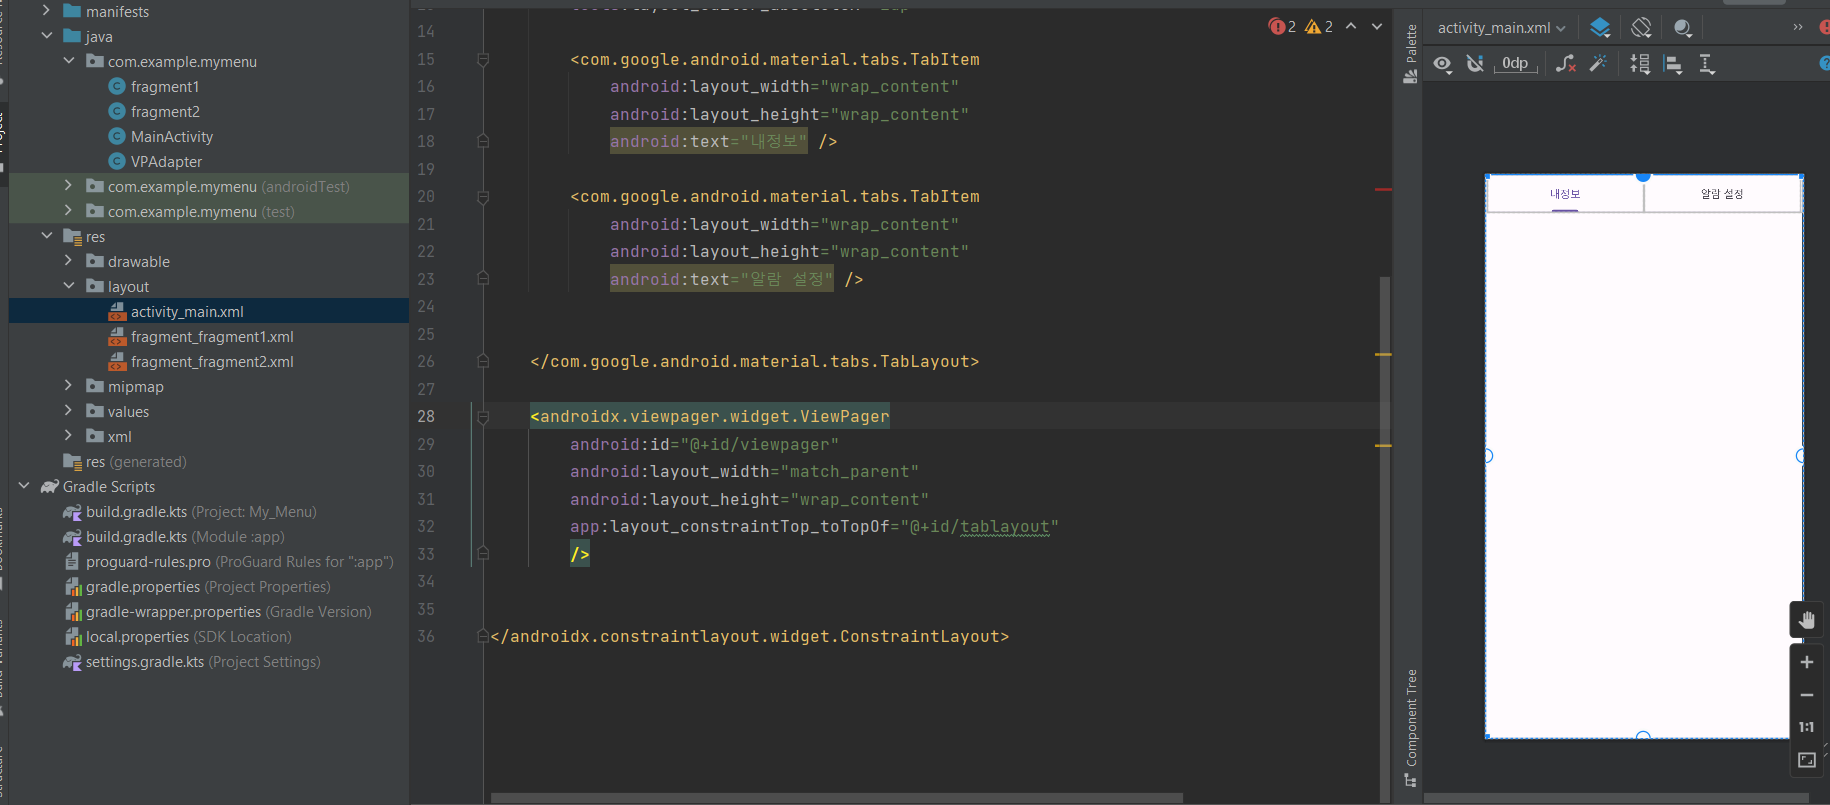 manifests
java
com.example.mymenu
fragment1
fragment2
MainActivity
VPAdapter
com.example.mymenu (androidTest)
com.example.mymenu (test)
res
drawable
layout
activity_main.xml
fragment_fragment1.xml
fragment_fragment2.xml
mipmap
values
xml
res (generated)
Gradle Scripts
build.gradle.kts (Project: My_Menu)
build.gradle.kts (Module :app)
proguard-rules.pro (ProGuard Rules for ":app")
gradle.properties (Project Properties)
gradle-wrapper.properties (Gradle Version)
local.properties (SDK Location)
settings.gradle.kts (Project Settings)
2 2
14
15 <com.google.android.material.tabs.TabItem
16 android:layout_width="wrap_content"
17 android:layout_height="wrap_content"
18 android:text="내정보" />
19
20 <com.google.android.material.tabs.TabItem
21 android:layout_width="wrap_content"
22 android:layout_height="wrap_content"
23 android:text="알람 설정" />
24
25
26 </com.google.android.material.tabs.TabLayout>
27
28 <androidx.viewpager.widget.ViewPager
29 android:id="@+id/viewpager"
30 android:layout_width="match_parent"
31 android:layout_height="wrap_content"
32 app:layout_constraintTop_toTopOf="@+id/tablayout"
33 />
34
35
36 </androidx.constraintlayout.widget.ConstraintLayout>
Palette
Component Tree
activity_main.xml
0dp
내정보 알람 설정
1:1